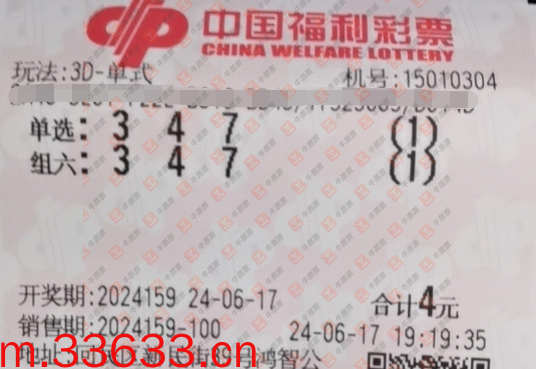 中国福利彩票
CHINA WELFARE LOTTERY
玩法:3D-单式 机号:15010304
单选: 3 4 7 (1)
组六: 3 4 7 (1)
开奖期:2024159 24-06-17 合计4元
销售期:2024159-100 24-06-17 19:19:35
m.33633.cn